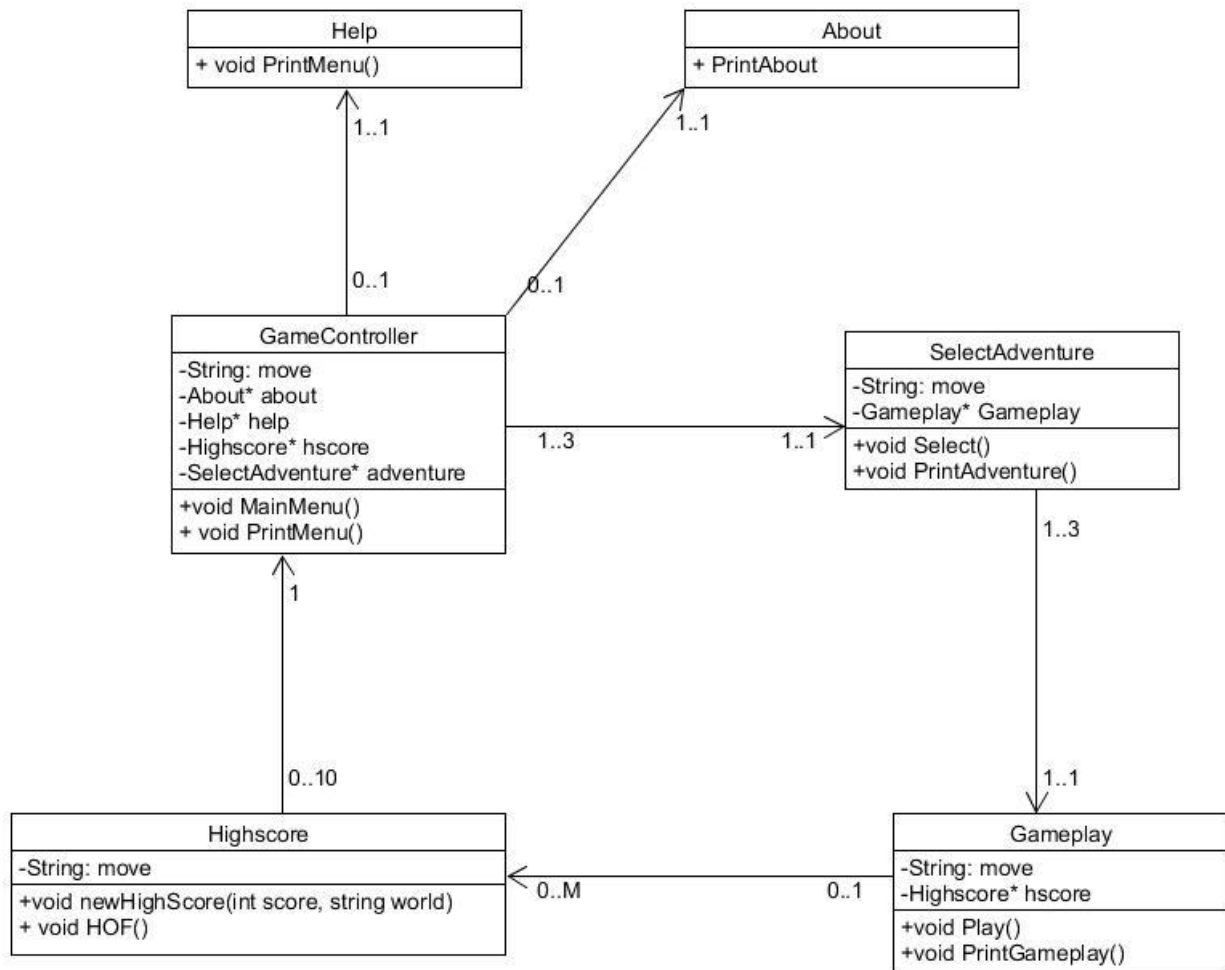 Help
+ void PrintMenu()
About
+ PrintAbout
1..1
1..1
0..1
0..1
GameController
-String: move
-About* about
-Help* help
-Highscore* hscore
-SelectAdventure* adventure
+void MainMenu()
+ void PrintMenu()
1..3
1..1
SelectAdventure
-String: move
-Gameplay* Gameplay
+void Select()
+void PrintAdventure()
1..3
1
0..10
1..1
Highscore
-String: move
+void newHighScore(int score, string world)
+ void HOF()
0..M
0..1
Gameplay
-String: move
-Highscore* hscore
+void Play()
+void PrintGameplay()